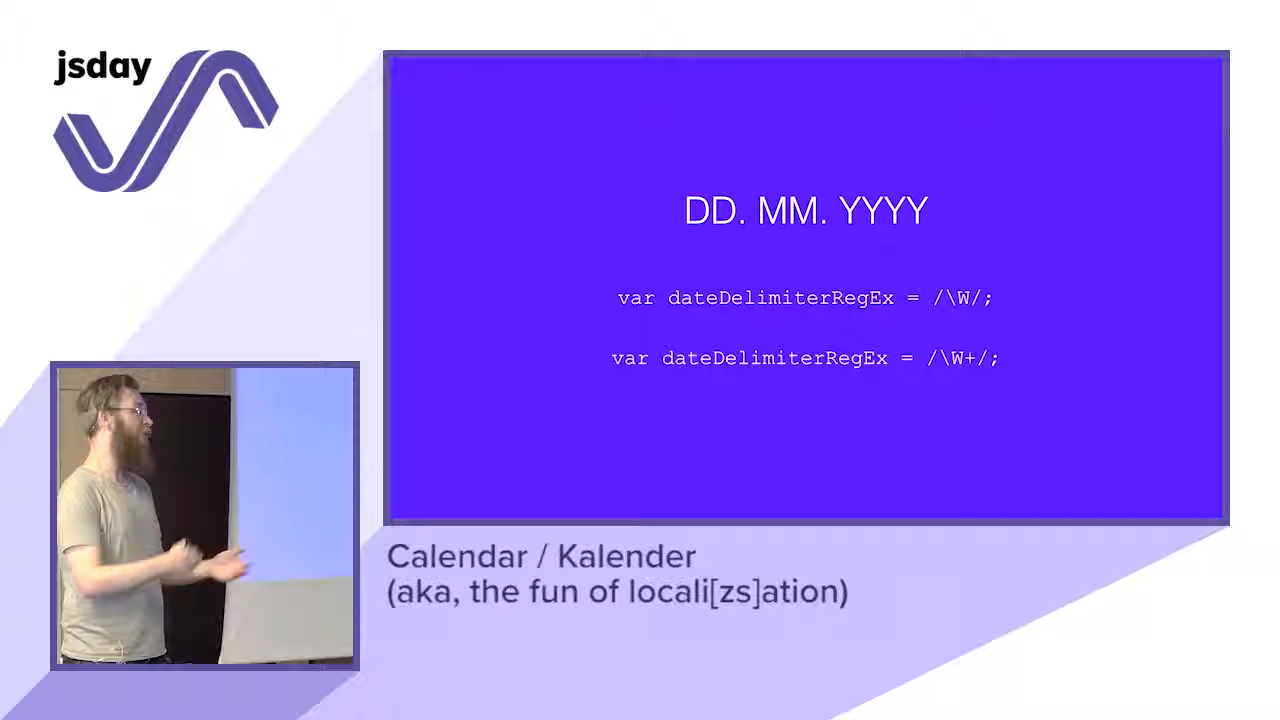 jsday
DD. MM. YYYY
var dateDelimiterRegEx = /\W/;
var dateDelimiterRegEx = /\W+/;
Calendar / Kalender
(aka, the fun of locali[zs]ation)